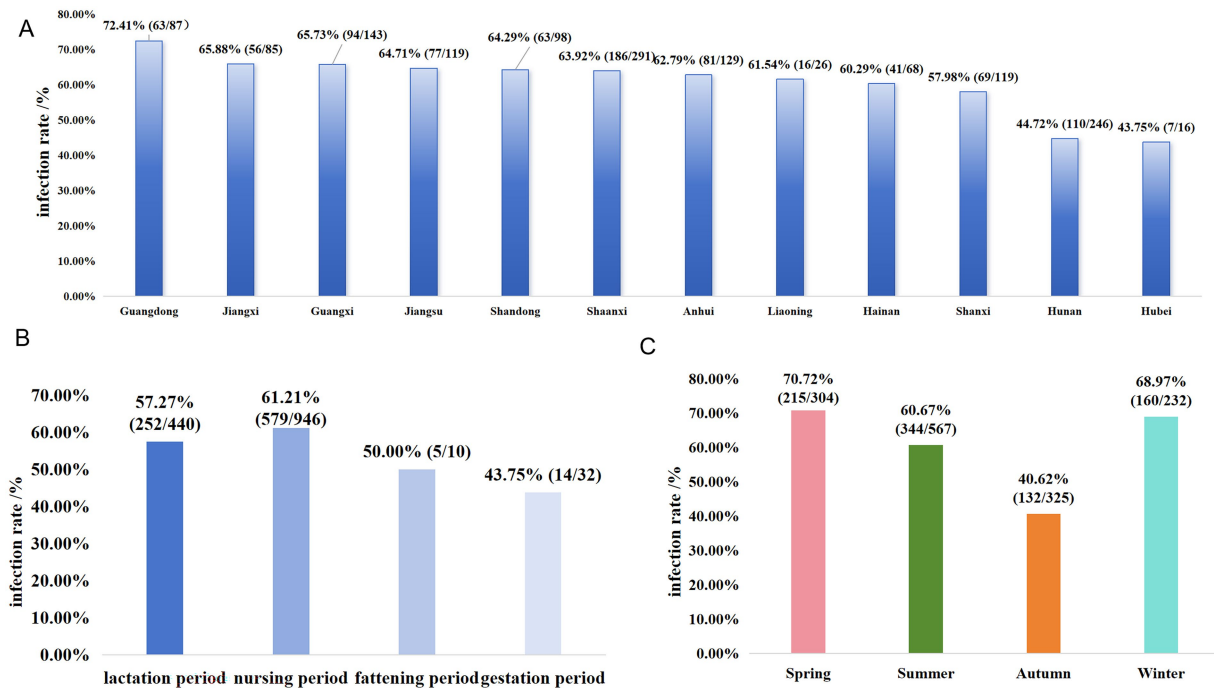 A
80.00%
70.00%
60.00%
50.00%
40.00%
30.00%
20.00%
10.00%
0.00%
infection rate /%
72.41% (63/87)
65.88% (56/85)
65.73% (94/143)
64.71% (77/119)
64.29% (63/98)
63.92% (186/291)
62.79% (81/129)
61.54% (16/26)
60.29% (41/68)
57.98% (69/119)
44.72% (110/246)
43.75% (7/16)
Guangdong
Jiangxi
Guangxi
Jiangsu
Shandong
Shaanxi
Anhui
Liaoning
Hainan
Shanxi
Hunan
Hubei
B
70.00%
60.00%
50.00%
40.00%
30.00%
20.00%
10.00%
0.00%
infection rate /%
57.27%
(252/440)
61.21%
(579/946)
50.00% (5/10)
43.75% (14/32)
lactation period
nursing period
fattening period
gestation period
C
80.00%
70.00%
60.00%
50.00%
40.00%
30.00%
20.00%
10.00%
0.00%
infection rate /%
70.72%
(215/304)
60.67%
(344/567)
40.62%
(132/325)
68.97%
(160/232)
Spring
Summer
Autumn
Winter